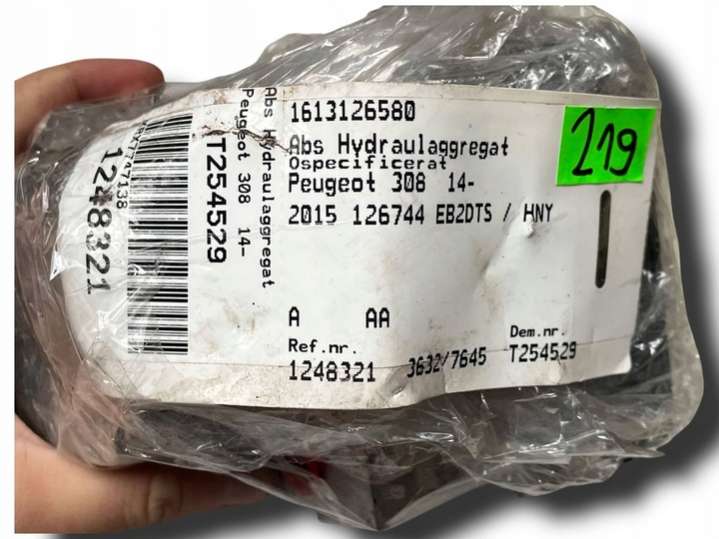 1613126580
Abs Hydraulaggregat
Ospecificerat
Peugeot 308 14-
2015 126744 EB2DTS / HNY
A AA
Ref.nr.
1248321
3632/7645
Dem.nr.
T254529
219
Abs Hydraulaggregat
Peugeot 308 14-
T254529
1248321